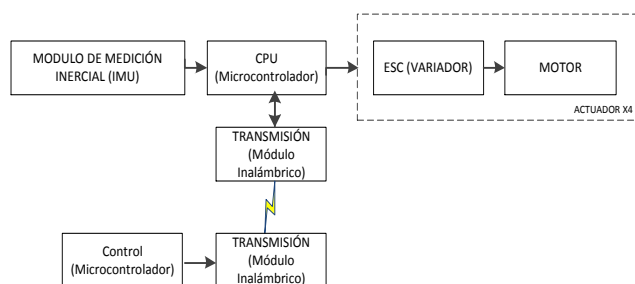 MODULO DE MEDICIÓN
INERCIAL (IMU)
CPU
(Microcontrolador)
ESC (VARIADOR)
MOTOR
ACTUADOR X4
TRANSMISIÓN
(Módulo
Inalámbrico)
Control
(Microcontrolador)
TRANSMISIÓN
(Módulo
Inalámbrico)